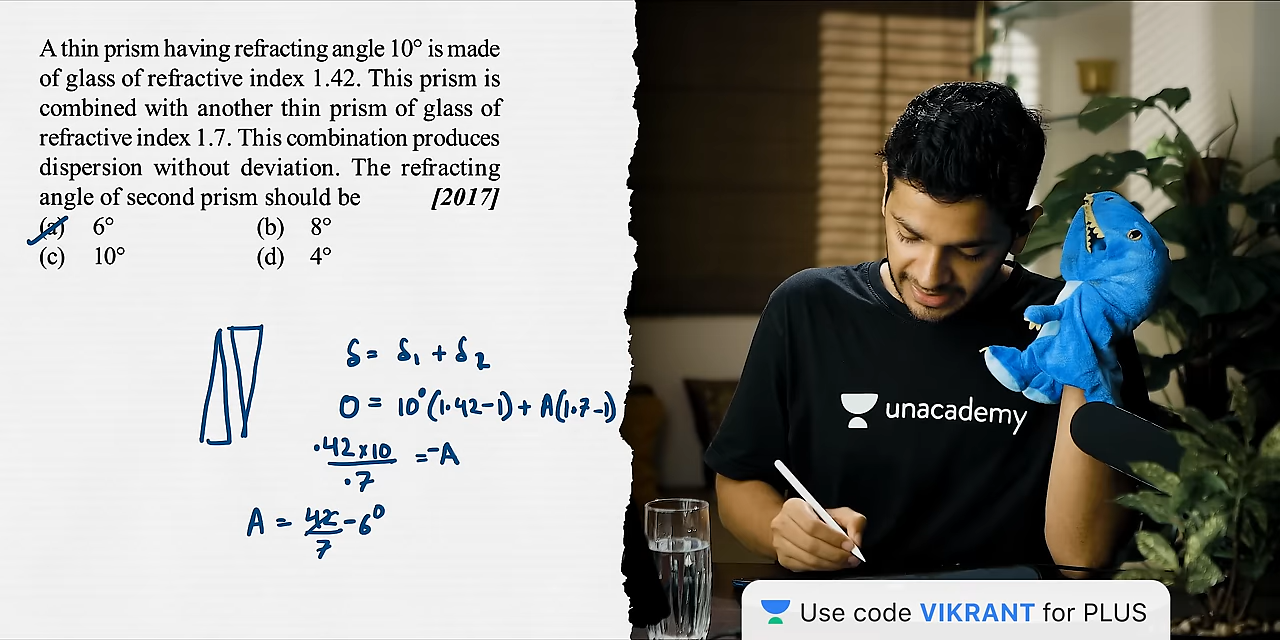 A thin prism having refracting angle 10° is made
of glass of refractive index 1.42. This prism is
combined with another thin prism of glass of
refractive index 1.7. This combination produces
dispersion without deviation. The refracting
angle of second prism should be [2017]
(a) 6° (b) 8°
(c) 10° (d) 4°
δ = δ₁ + δ₂
0 = 10°(1.42-1) + A(1.7-1)
.42×10/.7 = -A
A = 42/7 - 6°
unacademy
Use code VIKRANT for PLUS